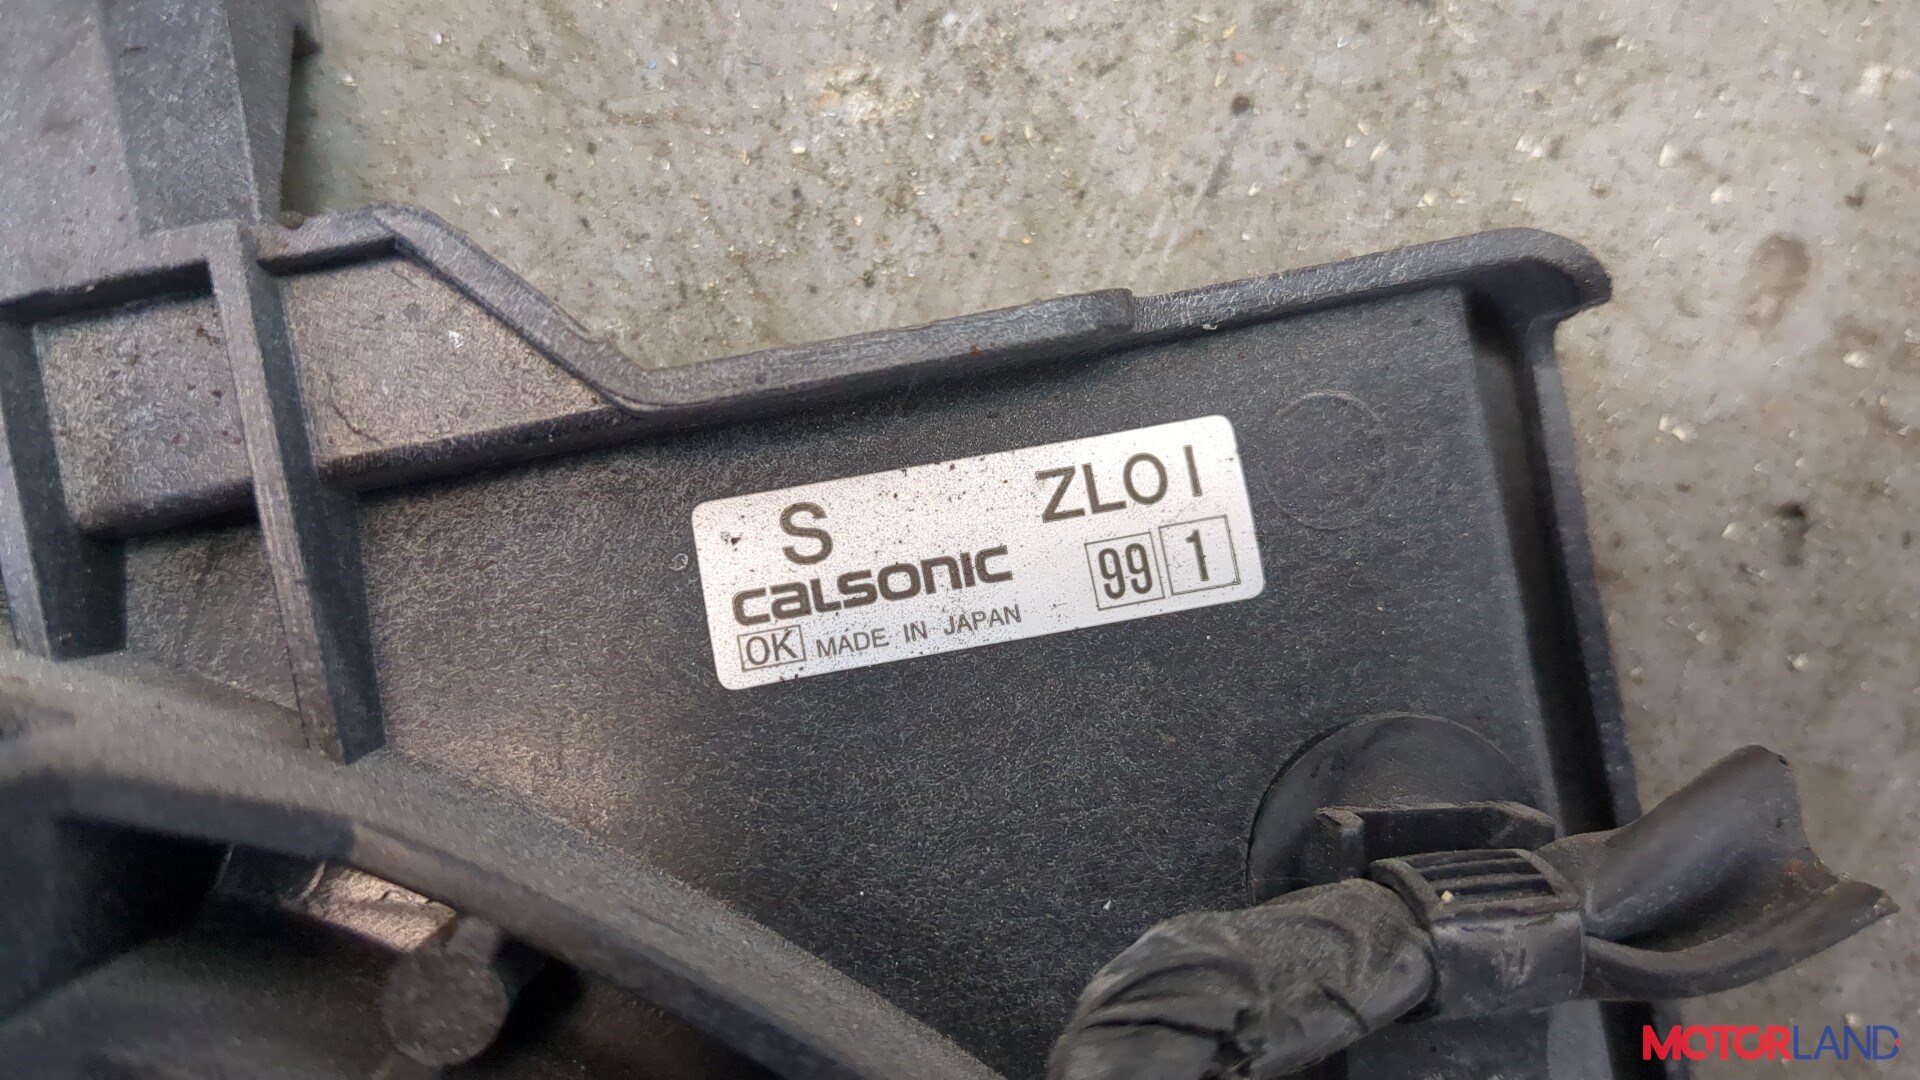 S ZL01
CALSONIC 99 1
OK MADE IN JAPAN
MOTORLAND